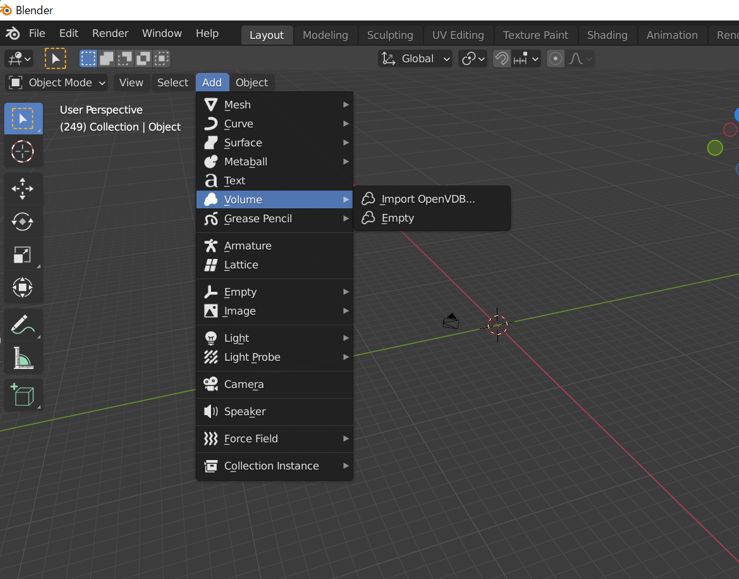 Blender
File Edit Render Window Help Layout Modeling Sculpting UV Editing Texture Paint Shading Animation
Global
Object Mode View Select Add Object
User Perspective
(249) Collection | Object
Mesh
Curve
Surface
Metaball
Text
Volume
Import OpenVDB...
Grease Pencil
Empty
Armature
Lattice
Empty
Image
Light
Light Probe
Camera
Speaker
Force Field
Collection Instance